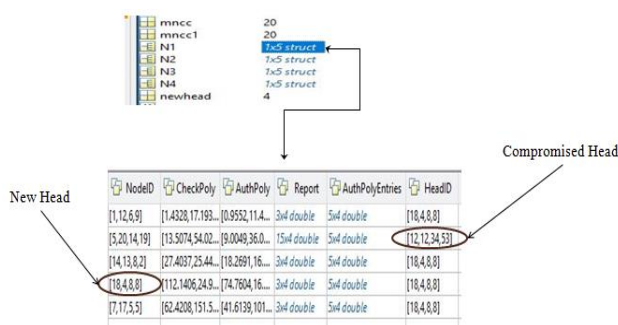 mncc 20
mncc1 20
N1 1x5 struct
N2 1x5 struct
N3 1x5 struct
N4 1x5 struct
newhead 4
Compromised Head
New Head
NodeID CheckPoly AuthPoly Report AuthPolyEntries HeadID
[1,12,6,9] [1.4328,17.193... [0.9552,11.4... 3x4 double 5x4 double [18,4,8,8]
[5,20,14,19] [13.5074,54.02... [9.0049,36.0... 15x4 double 5x4 double [12,12,34,53]
[14,13,8,2] [27.4037,25.44... [18.2691,16.... 3x4 double 5x4 double [18,4,8,8]
[18,4,8,8] [112.1406,24.9... [74.7604,16.... 3x4 double 5x4 double [18,4,8,8]
[7,17,5,5] [62.4208,151.5... [41.6139,101... 3x4 double 5x4 double [18,4,8,8]